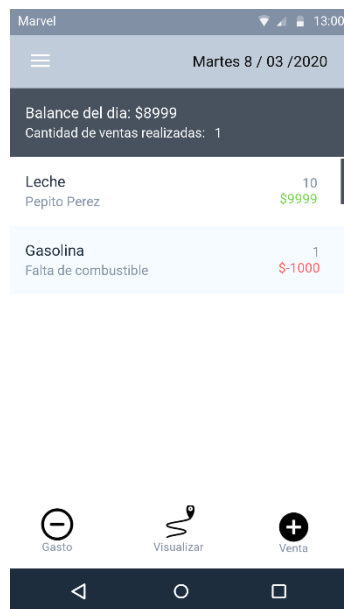 Marvel 13:00
Martes 8 / 03 /2020
Balance del dia: $8999
Cantidad de ventas realizadas: 1
Leche 10
Pepito Perez $9999
Gasolina 1
Falta de combustible $-1000
Gasto Visualizar Venta